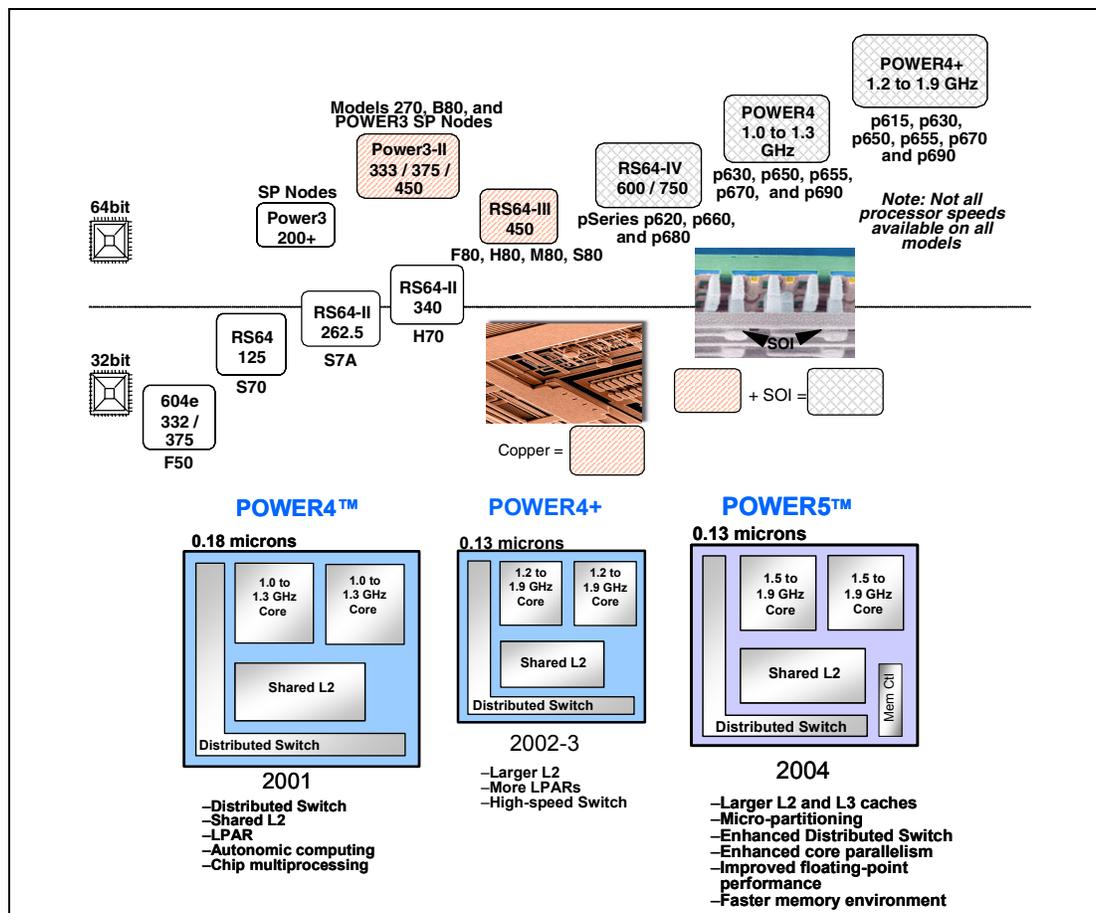 POWER4+
1.2 to 1.9 GHz
p615, p630,
p650, p655, p670
and p690
POWER4
1.0 to 1.3
GHz
p630, p650, p655,
p670, and p690
Models 270, B80, and
POWER3 SP Nodes
Power3-II
333 / 375 /
450
RS64-IV
600 / 750
pSeries p620, p660,
and p680
Note: Not all
processor speeds
available on all
models
SP Nodes
Power3
200+
RS64-III
450
F80, H80, M80, S80
64bit
RS64-II
340
H70
RS64-II
262.5
S7A
RS64
125
S70
SOI
32bit
604e
332 /
375
F50
+ SOI =
Copper =
POWER4™
0.18 microns
1.0 to
1.3 GHz
Core
1.0 to
1.3 GHz
Core
Shared L2
Distributed Switch
2001
–Distributed Switch
–Shared L2
–LPAR
–Autonomic computing
–Chip multiprocessing
POWER4+
0.13 microns
1.2 to
1.9 GHz
Core
1.2 to
1.9 GHz
Core
Shared L2
Distributed Switch
2002-3
–Larger L2
–More LPARs
–High-speed Switch
POWER5™
0.13 microns
1.5 to
1.9 GHz
Core
1.5 to
1.9 GHz
Core
Shared L2
Mem Ctl
Distributed Switch
2004
–Larger L2 and L3 caches
–Micro-partitioning
–Enhanced Distributed Switch
–Enhanced core parallelism
–Improved floating-point
performance
–Faster memory environment